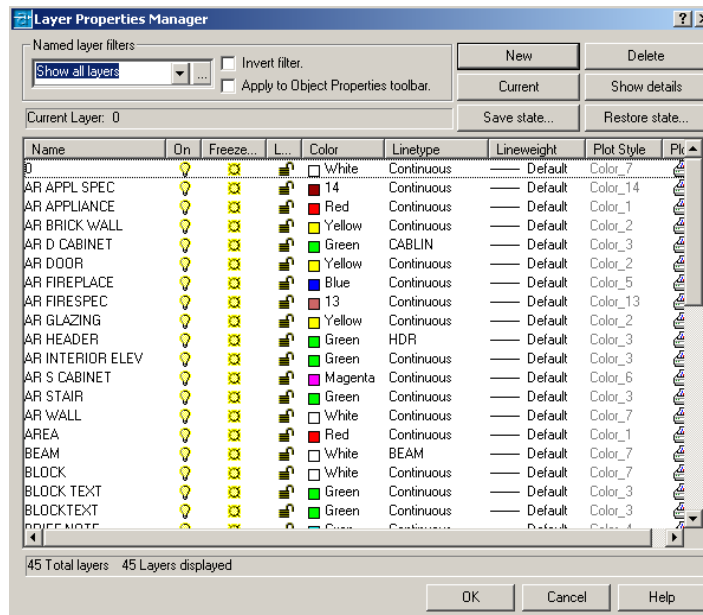 Layer Properties Manager
Named layer filters
Show all layers
...
Invert filter.
Apply to Object Properties toolbar.
New
Delete
Current
Show details
Current Layer: 0
Save state...
Restore state...
Name On Freeze... L... Color Linetype Lineweight Plot Style
0 White Continuous Default Color_7
AR APPL SPEC 14 Continuous Default Color_14
AR APPLIANCE Red Continuous Default Color_1
AR BRICK WALL Yellow Continuous Default Color_2
AR D CABINET Green CABLIN Default Color_3
AR DOOR Yellow Continuous Default Color_2
AR FIREPLACE Blue Continuous Default Color_5
AR FIRESPEC 13 Continuous Default Color_13
AR GLAZING Yellow Continuous Default Color_2
AR HEADER Green HDR Default Color_3
AR INTERIOR ELEV Green Continuous Default Color_3
AR S CABINET Magenta Continuous Default Color_6
AR STAIR Green Continuous Default Color_3
AR WALL White Continuous Default Color_7
AREA Red Continuous Default Color_1
BEAM White BEAM Default Color_7
BLOCK White Continuous Default Color_7
BLOCK TEXT Green Continuous Default Color_3
BLOCKTEXT Green Continuous Default Color_3
45 Total layers 45 Layers displayed
OK
Cancel
Help